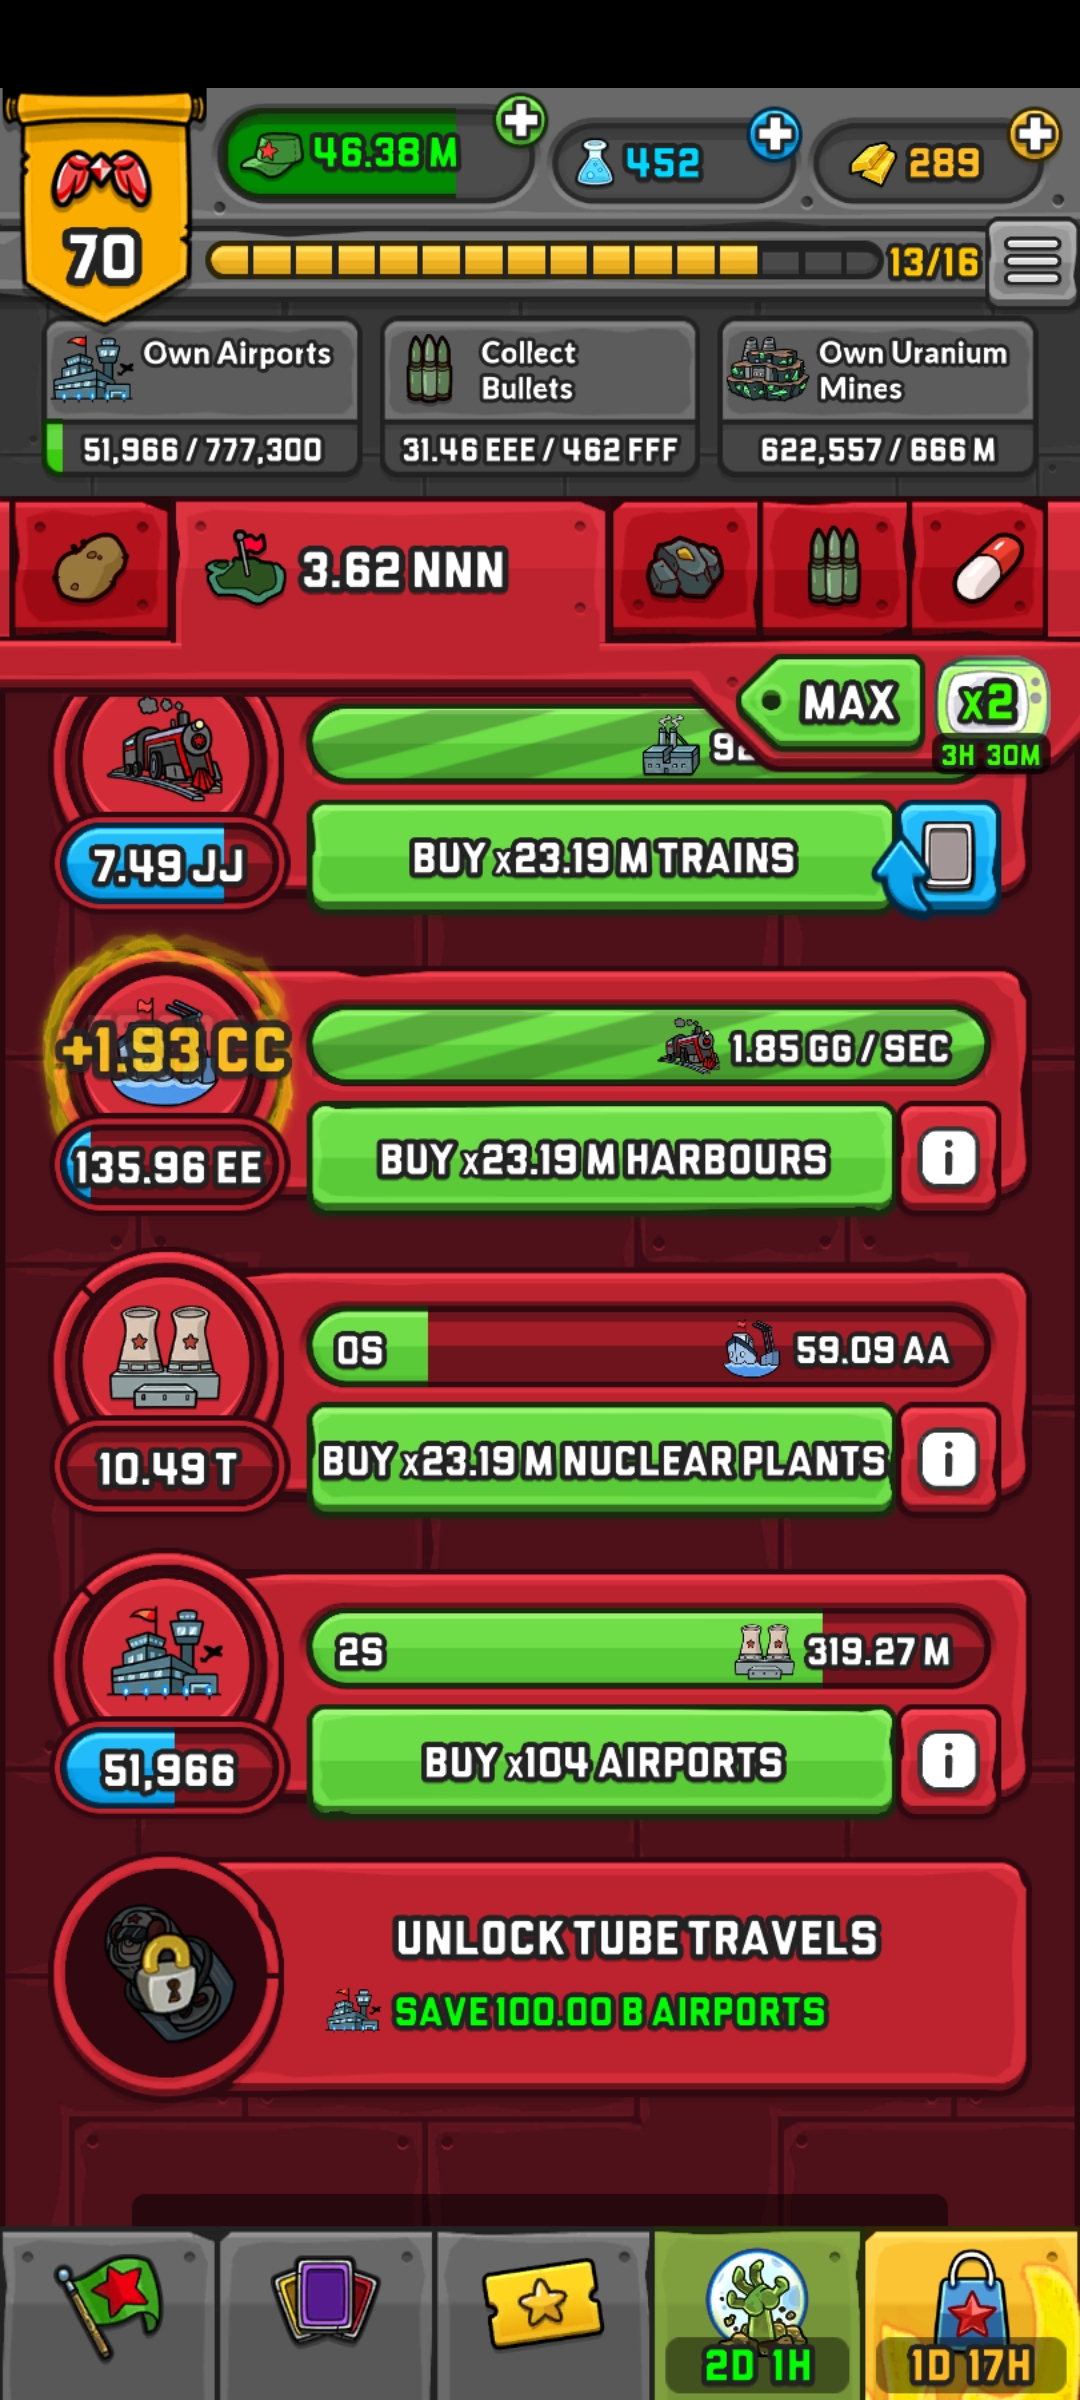 46.38 M
452
289
70
13/16
Own Airports
51,966 / 777,300
Collect
Bullets
31.46 EEE / 462 FFF
Own Uranium
Mines
622,557 / 666 M
3.62 NNN
MAX
x2
3H 30M
7.49 JJ
BUY x23.19 M TRAINS
+1.93 CC
1.85 GG / SEC
135.96 EE
BUY x23.19 M HARBOURS
0S
59.09 AA
10.49 T
BUY x23.19 M NUCLEAR PLANTS
2S
319.27 M
51,966
BUY x104 AIRPORTS
UNLOCK TUBE TRAVELS
SAVE 100.00 B AIRPORTS
2D 1H
1D 17H